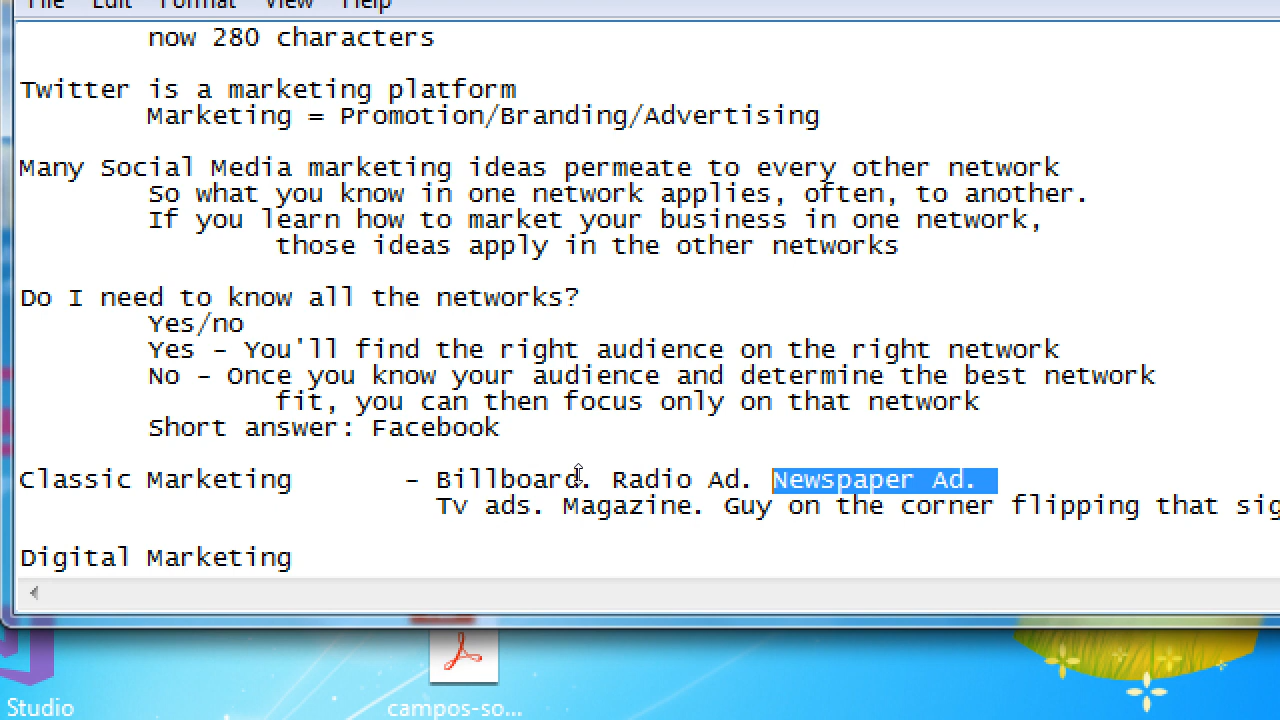 File Edit Format View Help
now 280 characters
Twitter is a marketing platform
Marketing = Promotion/Branding/Advertising
Many Social Media marketing ideas permeate to every other network
So what you know in one network applies, often, to another.
If you learn how to market your business in one network,
those ideas apply in the other networks
Do I need to know all the networks?
Yes/no
Yes – You'll find the right audience on the right network
No – Once you know your audience and determine the best network
fit, you can then focus only on that network
Short answer: Facebook
Classic Marketing – Billboard. Radio Ad. Newspaper Ad.
Tv ads. Magazine. Guy on the corner flipping that sig
Digital Marketing
Studio
campos-so...